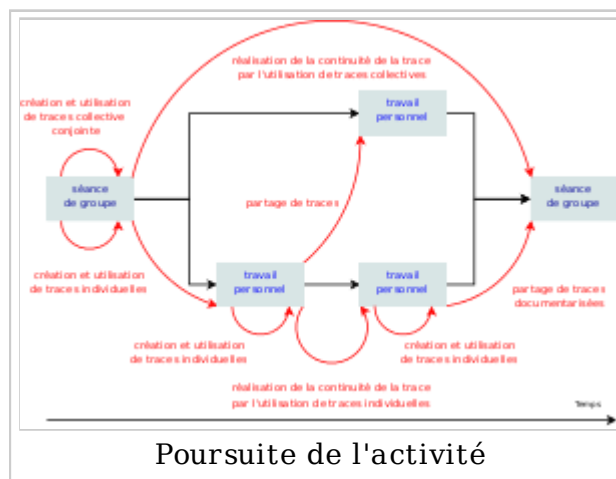 réalisation de la continuité de la trace
par l'utilisation de traces collectives
création et utilisation
de traces collective
conjointe
travail
personnel
séance
de groupe
séance
de groupe
partage de traces
création et utilisation
de traces individuelles
travail
personnel
travail
personnel
partage de traces
documentarisées
création et utilisation
de traces individuelles
création et utilisation
de traces individuelles
réalisation de la continuité de la trace
par l'utilisation de traces individuelles
Temps
Poursuite de l'activité